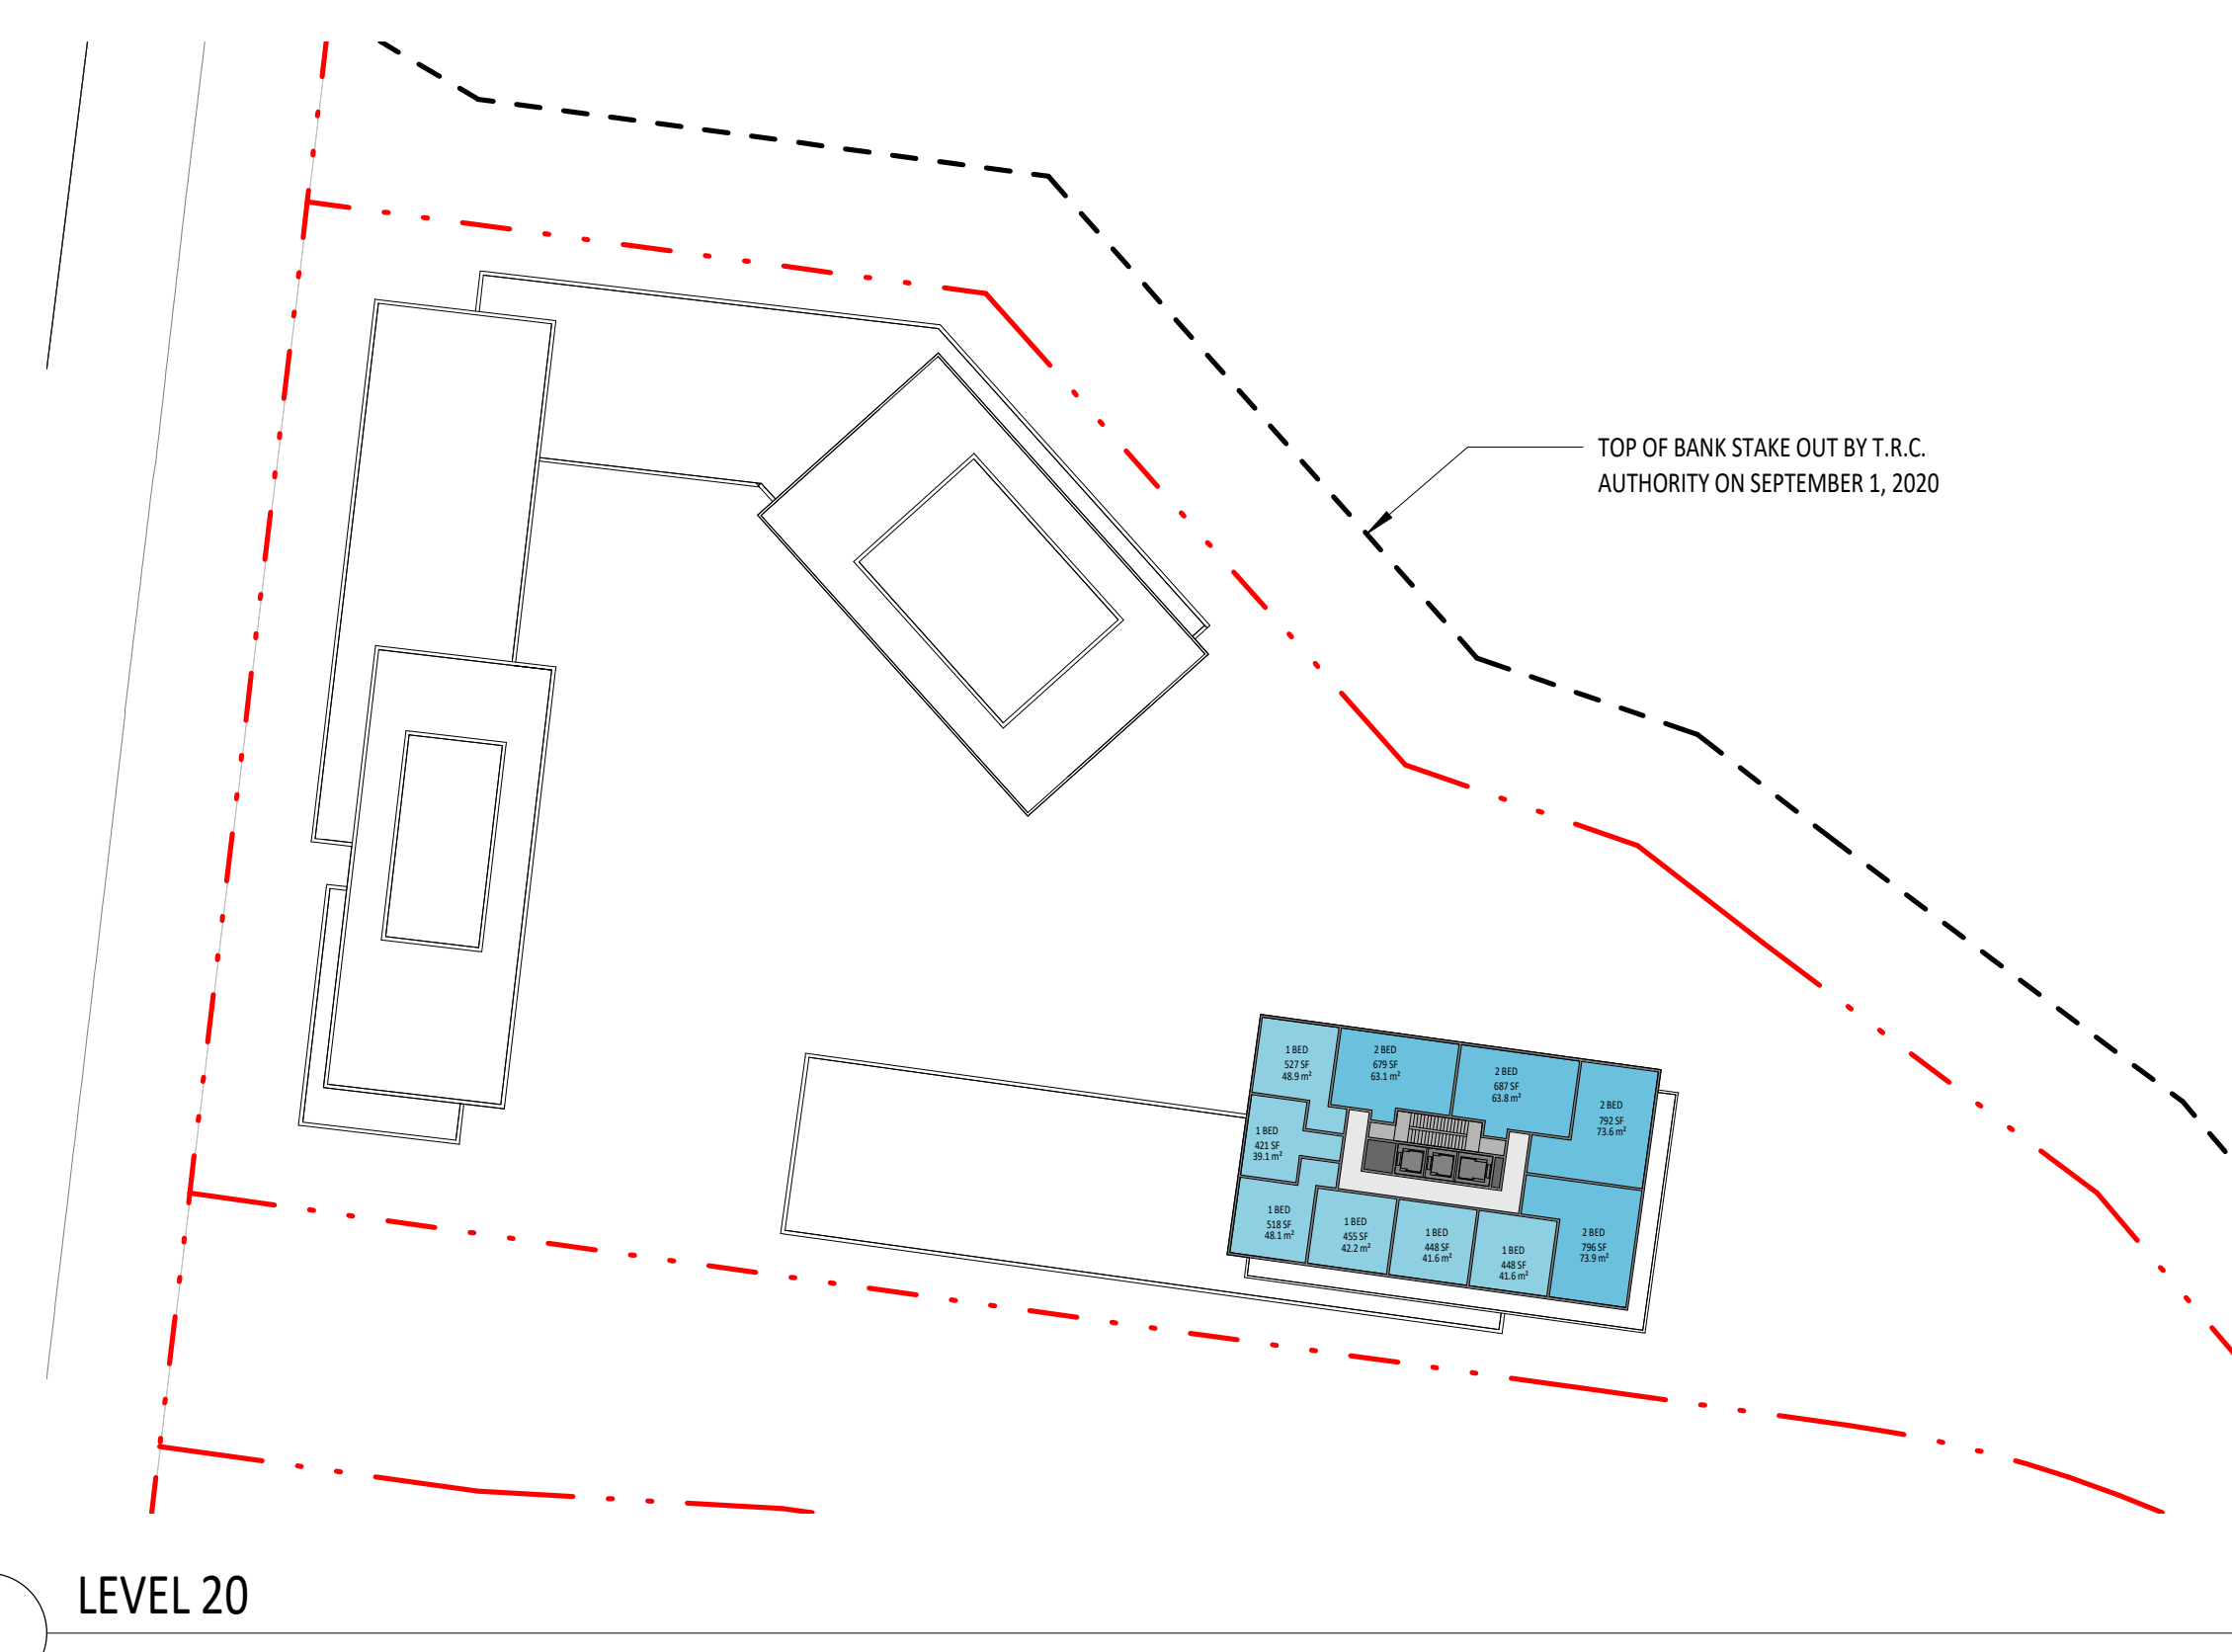 TOP OF BANK STAKE OUT BY T.R.C.
AUTHORITY ON SEPTEMBER 1, 2020
1 BED
527 SF
48.9 m²
2 BED
679 SF
63.1 m²
2 BED
687 SF
63.8 m²
2 BED
792 SF
73.6 m²
1 BED
421 SF
39.1 m²
1 BED
518 SF
48.1 m²
1 BED
455 SF
42.2 m²
1 BED
448 SF
41.6 m²
1 BED
448 SF
41.6 m²
2 BED
796 SF
73.9 m²
LEVEL 20